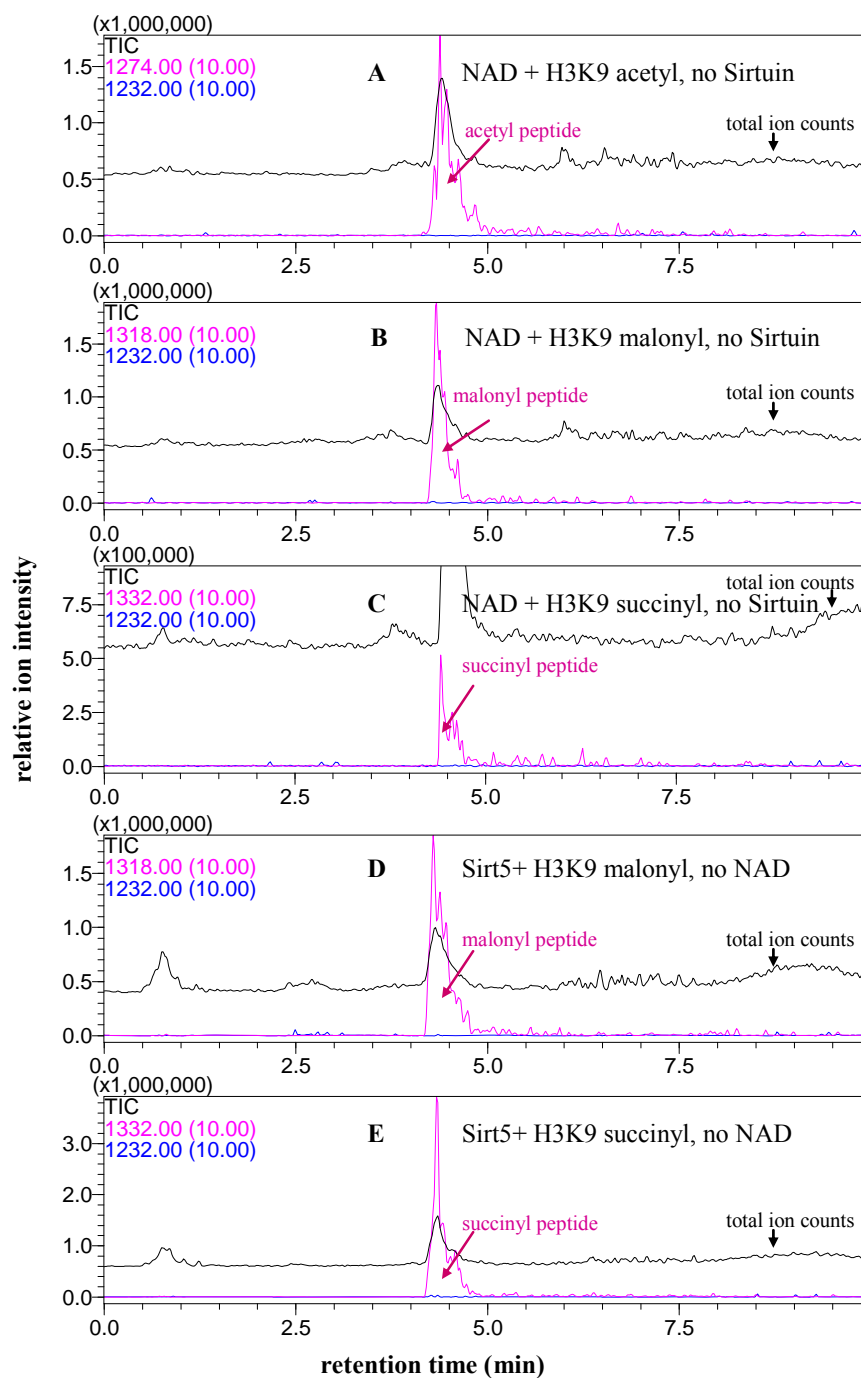 (x1,000,000)
TIC
1274.00 (10.00)
1232.00 (10.00)
A NAD + H3K9 acetyl, no Sirtuin
acetyl peptide
total ion counts
1.5
1.0
0.5
0.0
0.0 2.5 5.0 7.5
(x1,000,000)
TIC
1318.00 (10.00)
1232.00 (10.00)
B NAD + H3K9 malonyl, no Sirtuin
malonyl peptide
total ion counts
1.5
1.0
0.5
0.0
0.0 2.5 5.0 7.5
(x100,000)
TIC
1332.00 (10.00)
1232.00 (10.00)
C NAD + H3K9 succinyl, no Sirtuin
total ion counts
succinyl peptide
7.5
5.0
2.5
0.0
0.0 2.5 5.0 7.5
(x1,000,000)
TIC
1318.00 (10.00)
1232.00 (10.00)
D Sirt5+ H3K9 malonyl, no NAD
malonyl peptide
total ion counts
1.5
1.0
0.5
0.0
0.0 2.5 5.0 7.5
(x1,000,000)
TIC
1332.00 (10.00)
1232.00 (10.00)
E Sirt5+ H3K9 succinyl, no NAD
succinyl peptide
total ion counts
3.0
2.0
1.0
0.0
0.0 2.5 5.0 7.5
relative ion intensity
retention time (min)